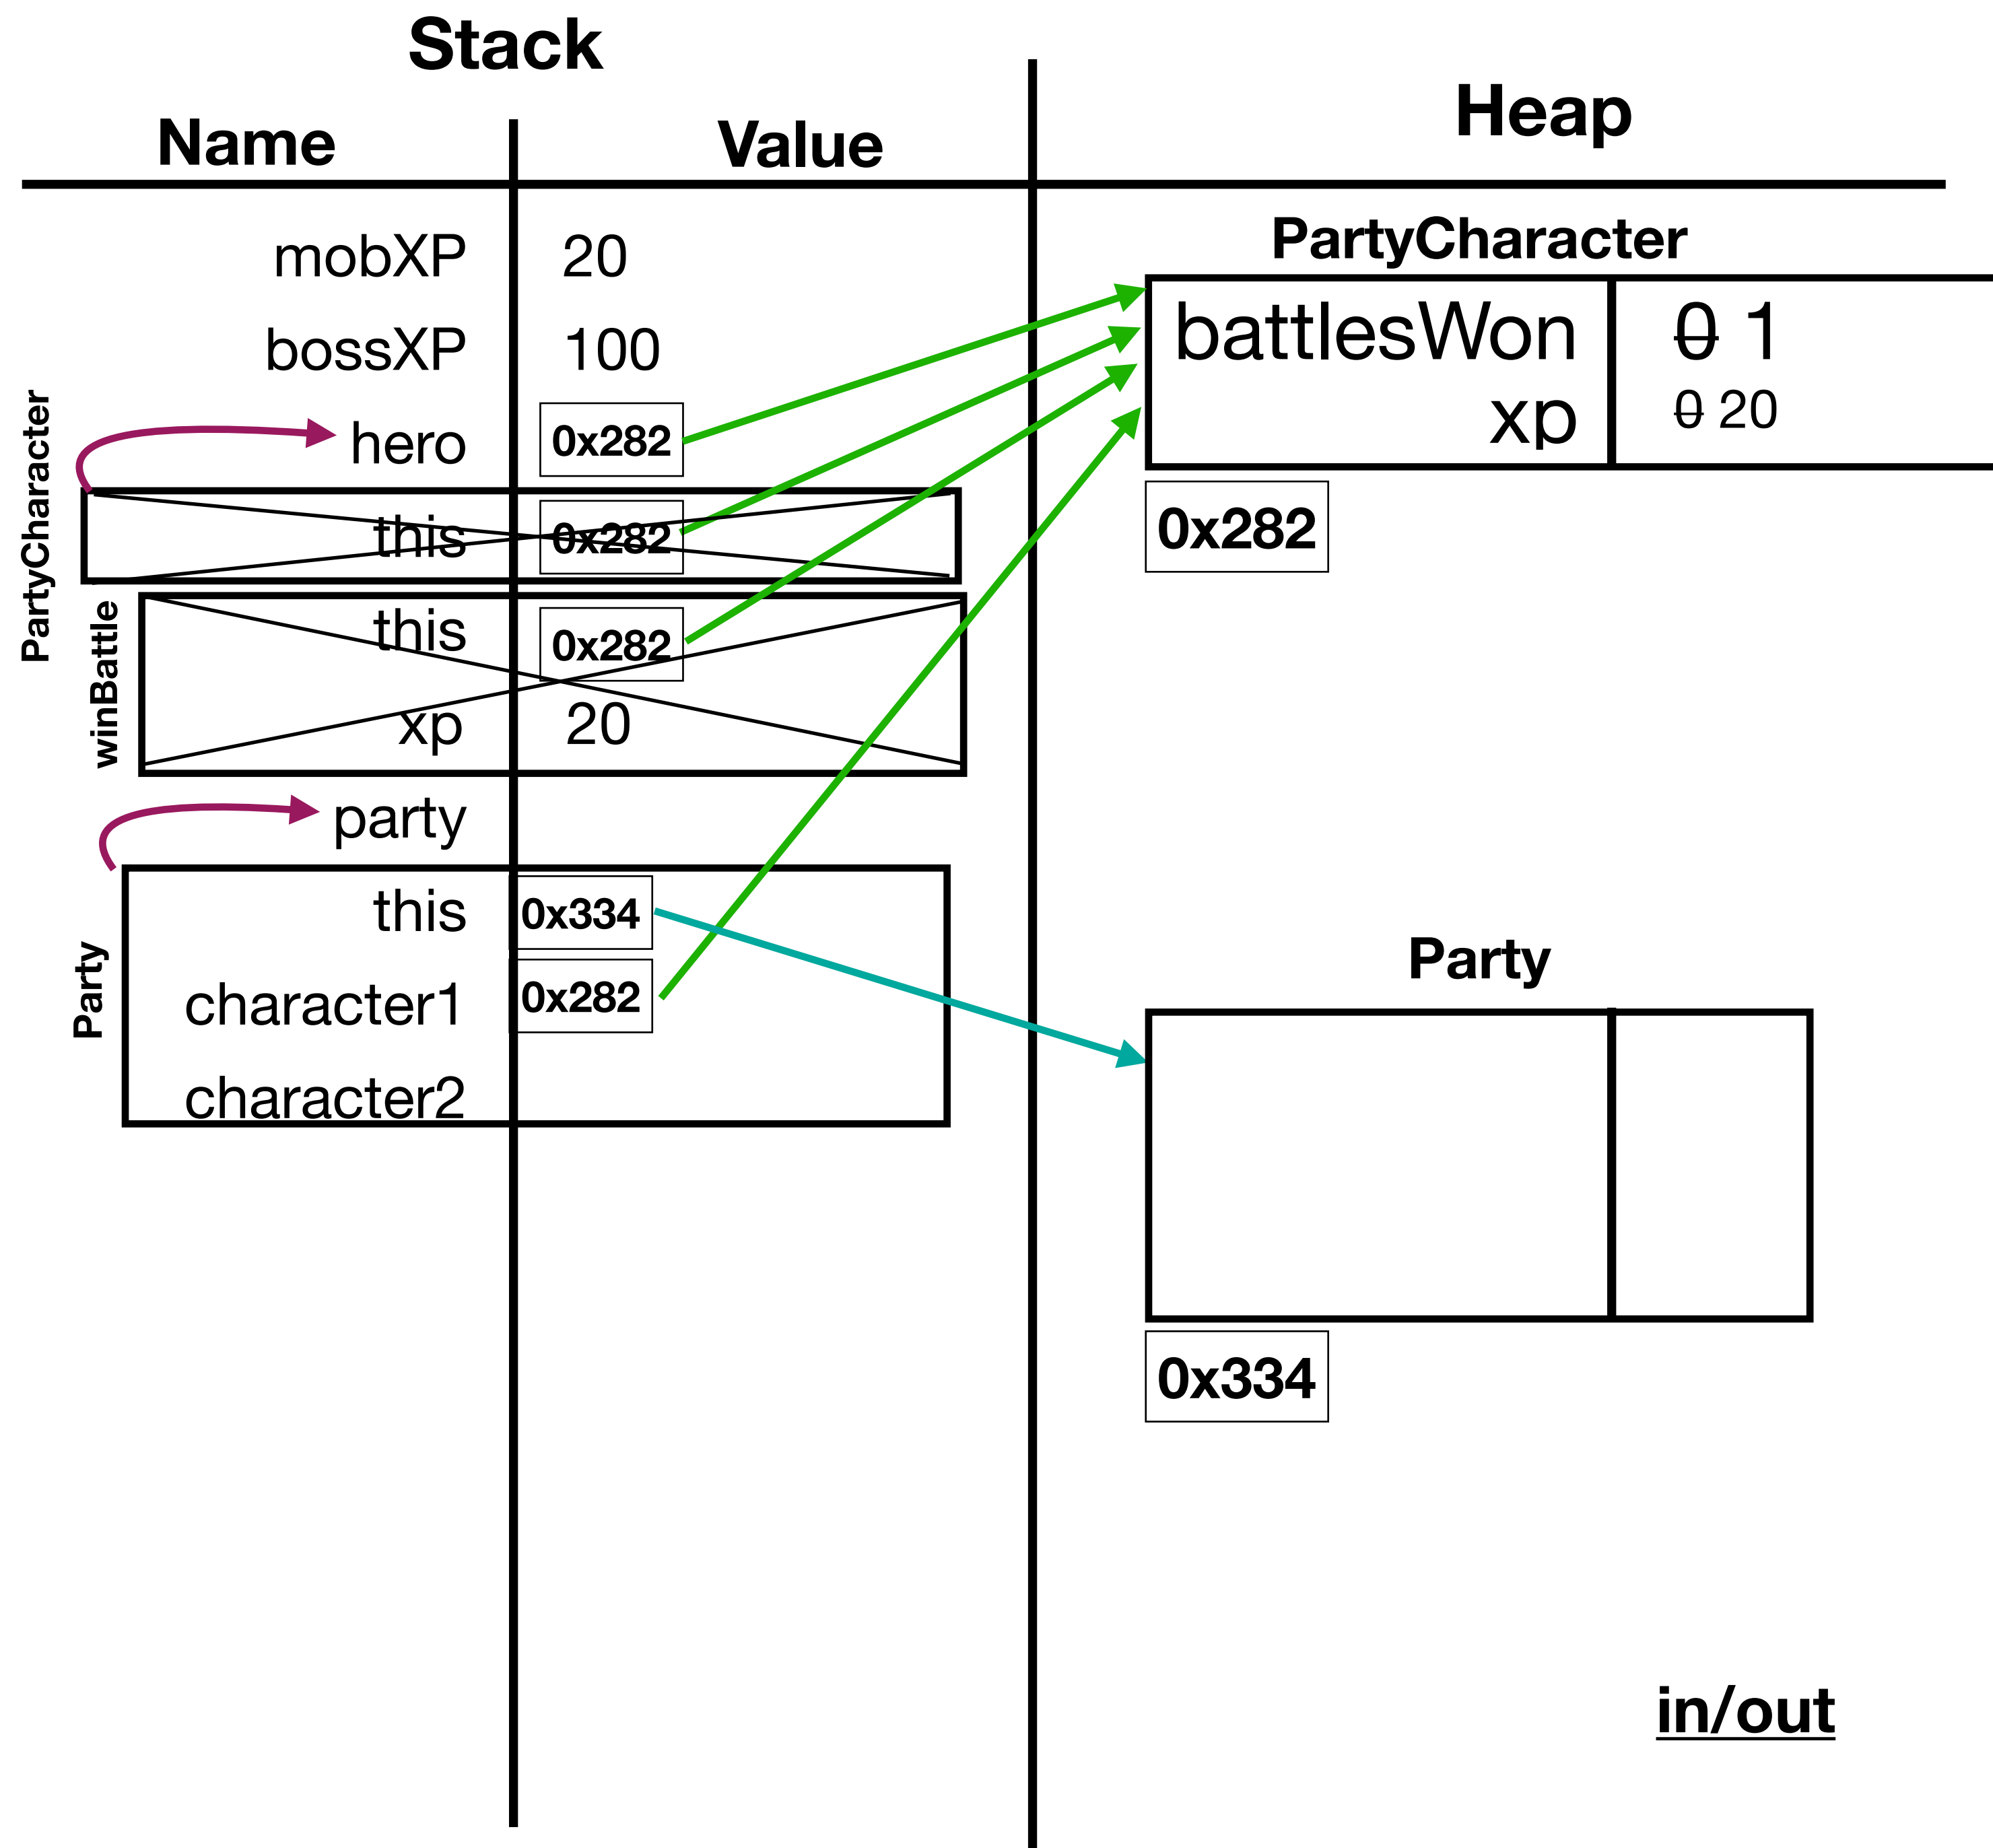 Stack
Heap
Name Value
PartyCharacter
mobXP 20
bossXP 100
battlesWon 0 1
xp 0 20
hero 0x282
0x282
PartyCharacter
this 0x282
winBattle
this 0x282
xp 20
party
Party
this 0x334
character1 0x282
character2
Party
0x334
in/out